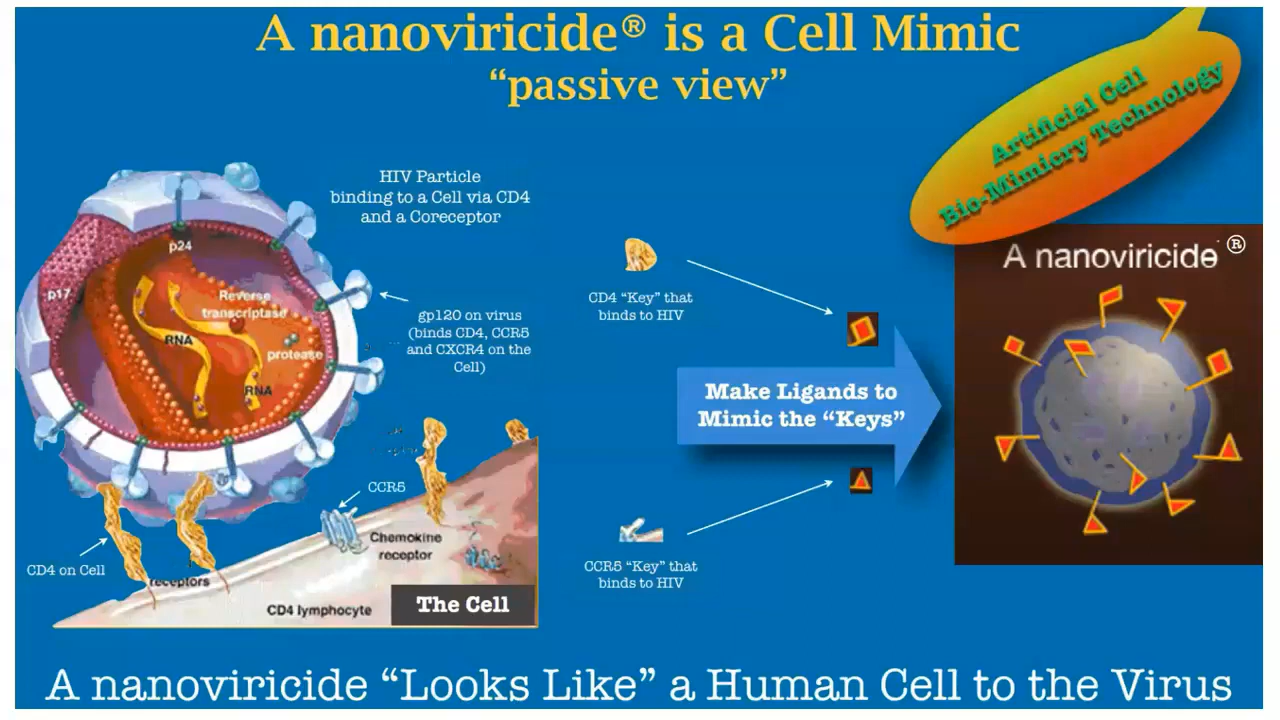 A nanoviricide® is a Cell Mimic
“passive view”
Artificial Cell
Bio-Mimicry Technology
HIV Particle
binding to a Cell via CD4
and a Coreceptor
p24
p17
Reverse
transcriptase
RNA
protease
RNA
gp120 on virus
(binds CD4, CCR5
and CXCR4 on the
Cell)
CCR5
Chemokine
receptor
CD4 on Cell
receptors
CD4 lymphocyte
The Cell
CD4 “Key” that
binds to HIV
Make Ligands to
Mimic the “Keys”
CCR5 “Key” that
binds to HIV
A nanoviricide ®
A nanoviricide “Looks Like” a Human Cell to the Virus